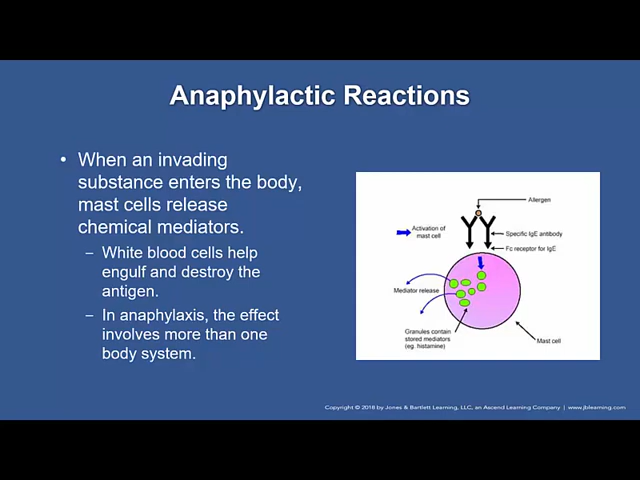 Anaphylactic Reactions
• When an invading
substance enters the body,
mast cells release
chemical mediators.
– White blood cells help
engulf and destroy the
antigen.
– In anaphylaxis, the effect
involves more than one
body system.
Allergen
Activation of
mast cell
Specific IgE antibody
Fc receptor for IgE
Mediator release
Granules contain
stored mediators
(eg. histamine)
Mast cell
Copyright © 2018 by Jones & Bartlett Learning, LLC, an Ascend Learning Company | www.jblearning.com